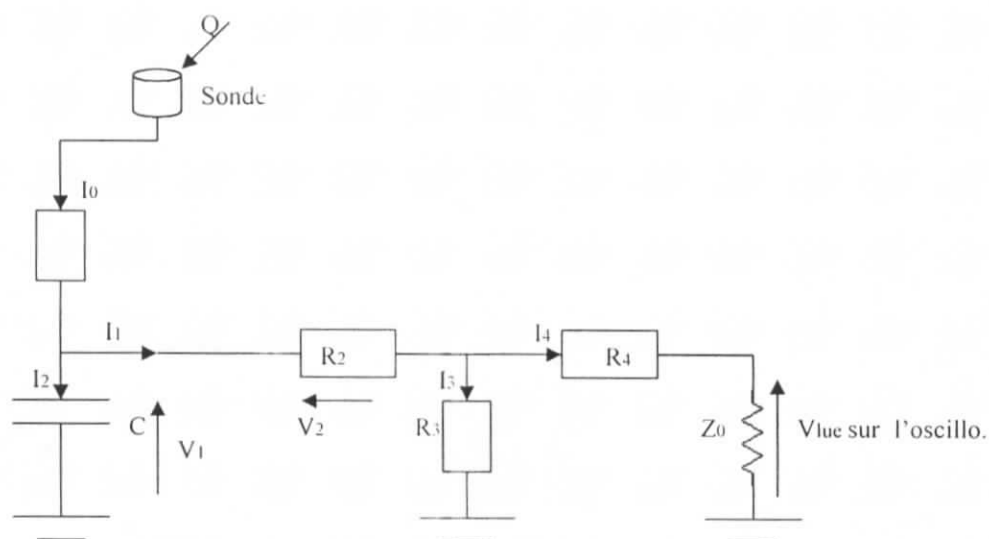 Q
Sonde
I0
I1
R2
I4
R4
I2
I3
C
V1
V2
R3
Z0
Vlue sur l'oscillo.